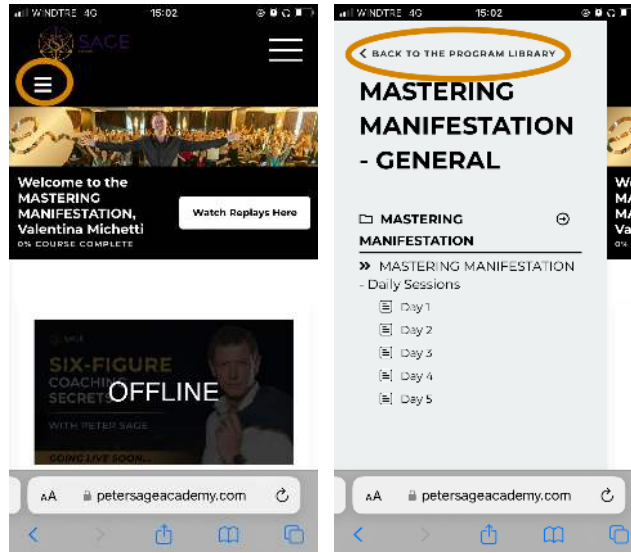 WINDTRE 4G 15:02
SAGE
Welcome to the
MASTERING
MANIFESTATION,
Valentina Michetti
0% COURSE COMPLETE
Watch Replays Here
SAGE
SIX-FIGURE
COACHING
SECRETS
OFFLINE
WITH PETER SAGE
GOING LIVE SOON...
AA petersageacademy.com
WINDTRE 4G 15:02
BACK TO THE PROGRAM LIBRARY
MASTERING
MANIFESTATION
- GENERAL
MASTERING
MANIFESTATION
MASTERING MANIFESTATION
- Daily Sessions
Day 1
Day 2
Day 3
Day 4
Day 5
AA petersageacademy.com